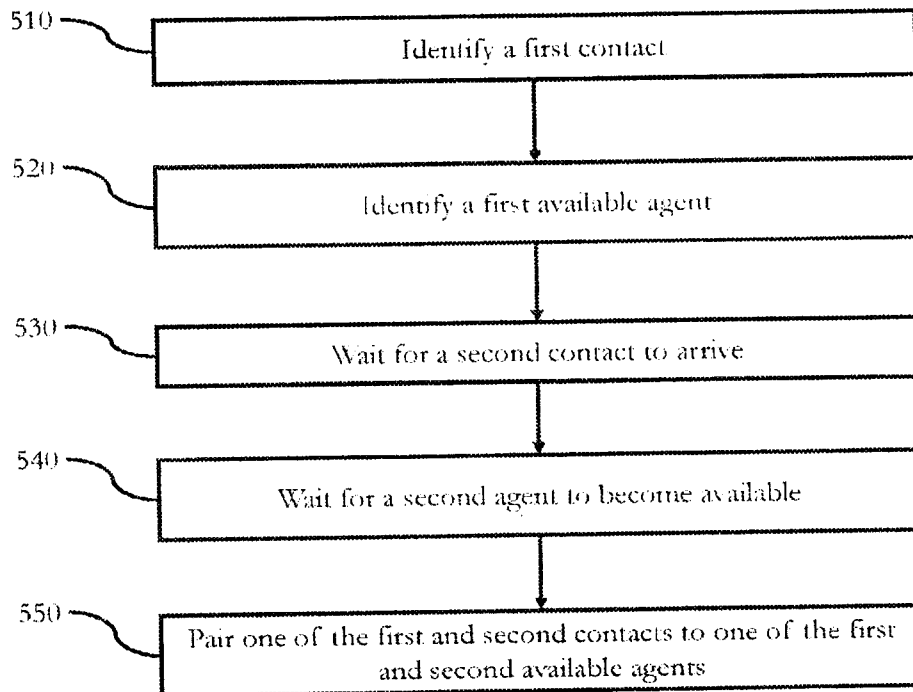 510
Identify a first contact
520
Identify a first available agent
530
Wait for a second contact to arrive
540
Wait for a second agent to become available
550
Pair one of the first and second contacts to one of the first
and second available agents